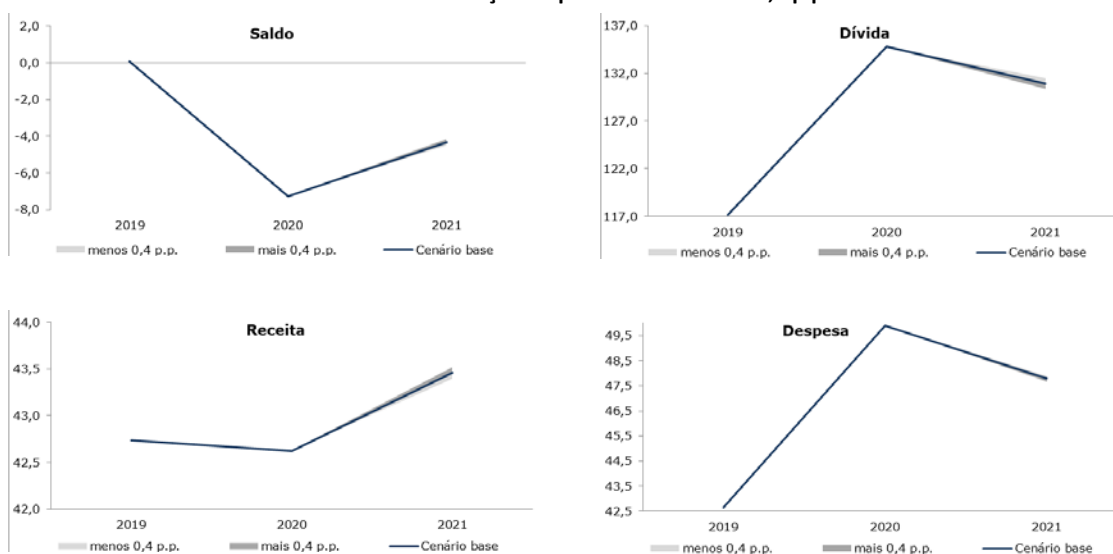 Saldo
2,0
0,0
-2,0
-4,0
-6,0
-8,0
2019 2020 2021
menos 0,4 p.p. mais 0,4 p.p. Cenário base
Dívida
137,0
132,0
127,0
122,0
117,0
2019 2020 2021
menos 0,4 p.p. mais 0,4 p.p. Cenário base
Receita
44,0
43,5
43,0
42,5
42,0
2019 2020 2021
menos 0,4 p.p. mais 0,4 p.p. Cenário base
Despesa
49,5
48,5
47,5
46,5
45,5
44,5
43,5
42,5
2019 2020 2021
menos 0,4 p.p. mais 0,4 p.p. Cenário base